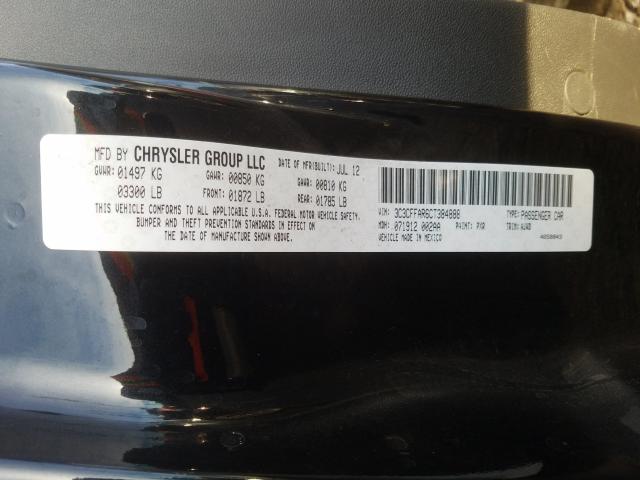 MFD BY CHRYSLER GROUP LLC DATE OF MFR(BUILT): JUL 12
GVWR: 01497 KG GAWR: 00850 KG GAWR: 00810 KG
03300 LB FRONT: 01872 LB REAR: 01785 LB
THIS VEHICLE CONFORMS TO ALL APPLICABLE U.S.A. FEDERAL MOTOR VEHICLE SAFETY,
BUMPER AND THEFT PREVENTION STANDARDS IN EFFECT ON
THE DATE OF MANUFACTURE SHOWN ABOVE.
VIN: 3C3CFFAR6CT384888 TYPE: PASSENGER CAR
MDH: 071912 002AA PAINT: PXR TRIM: AUAD
VEHICLE MADE IN MEXICO